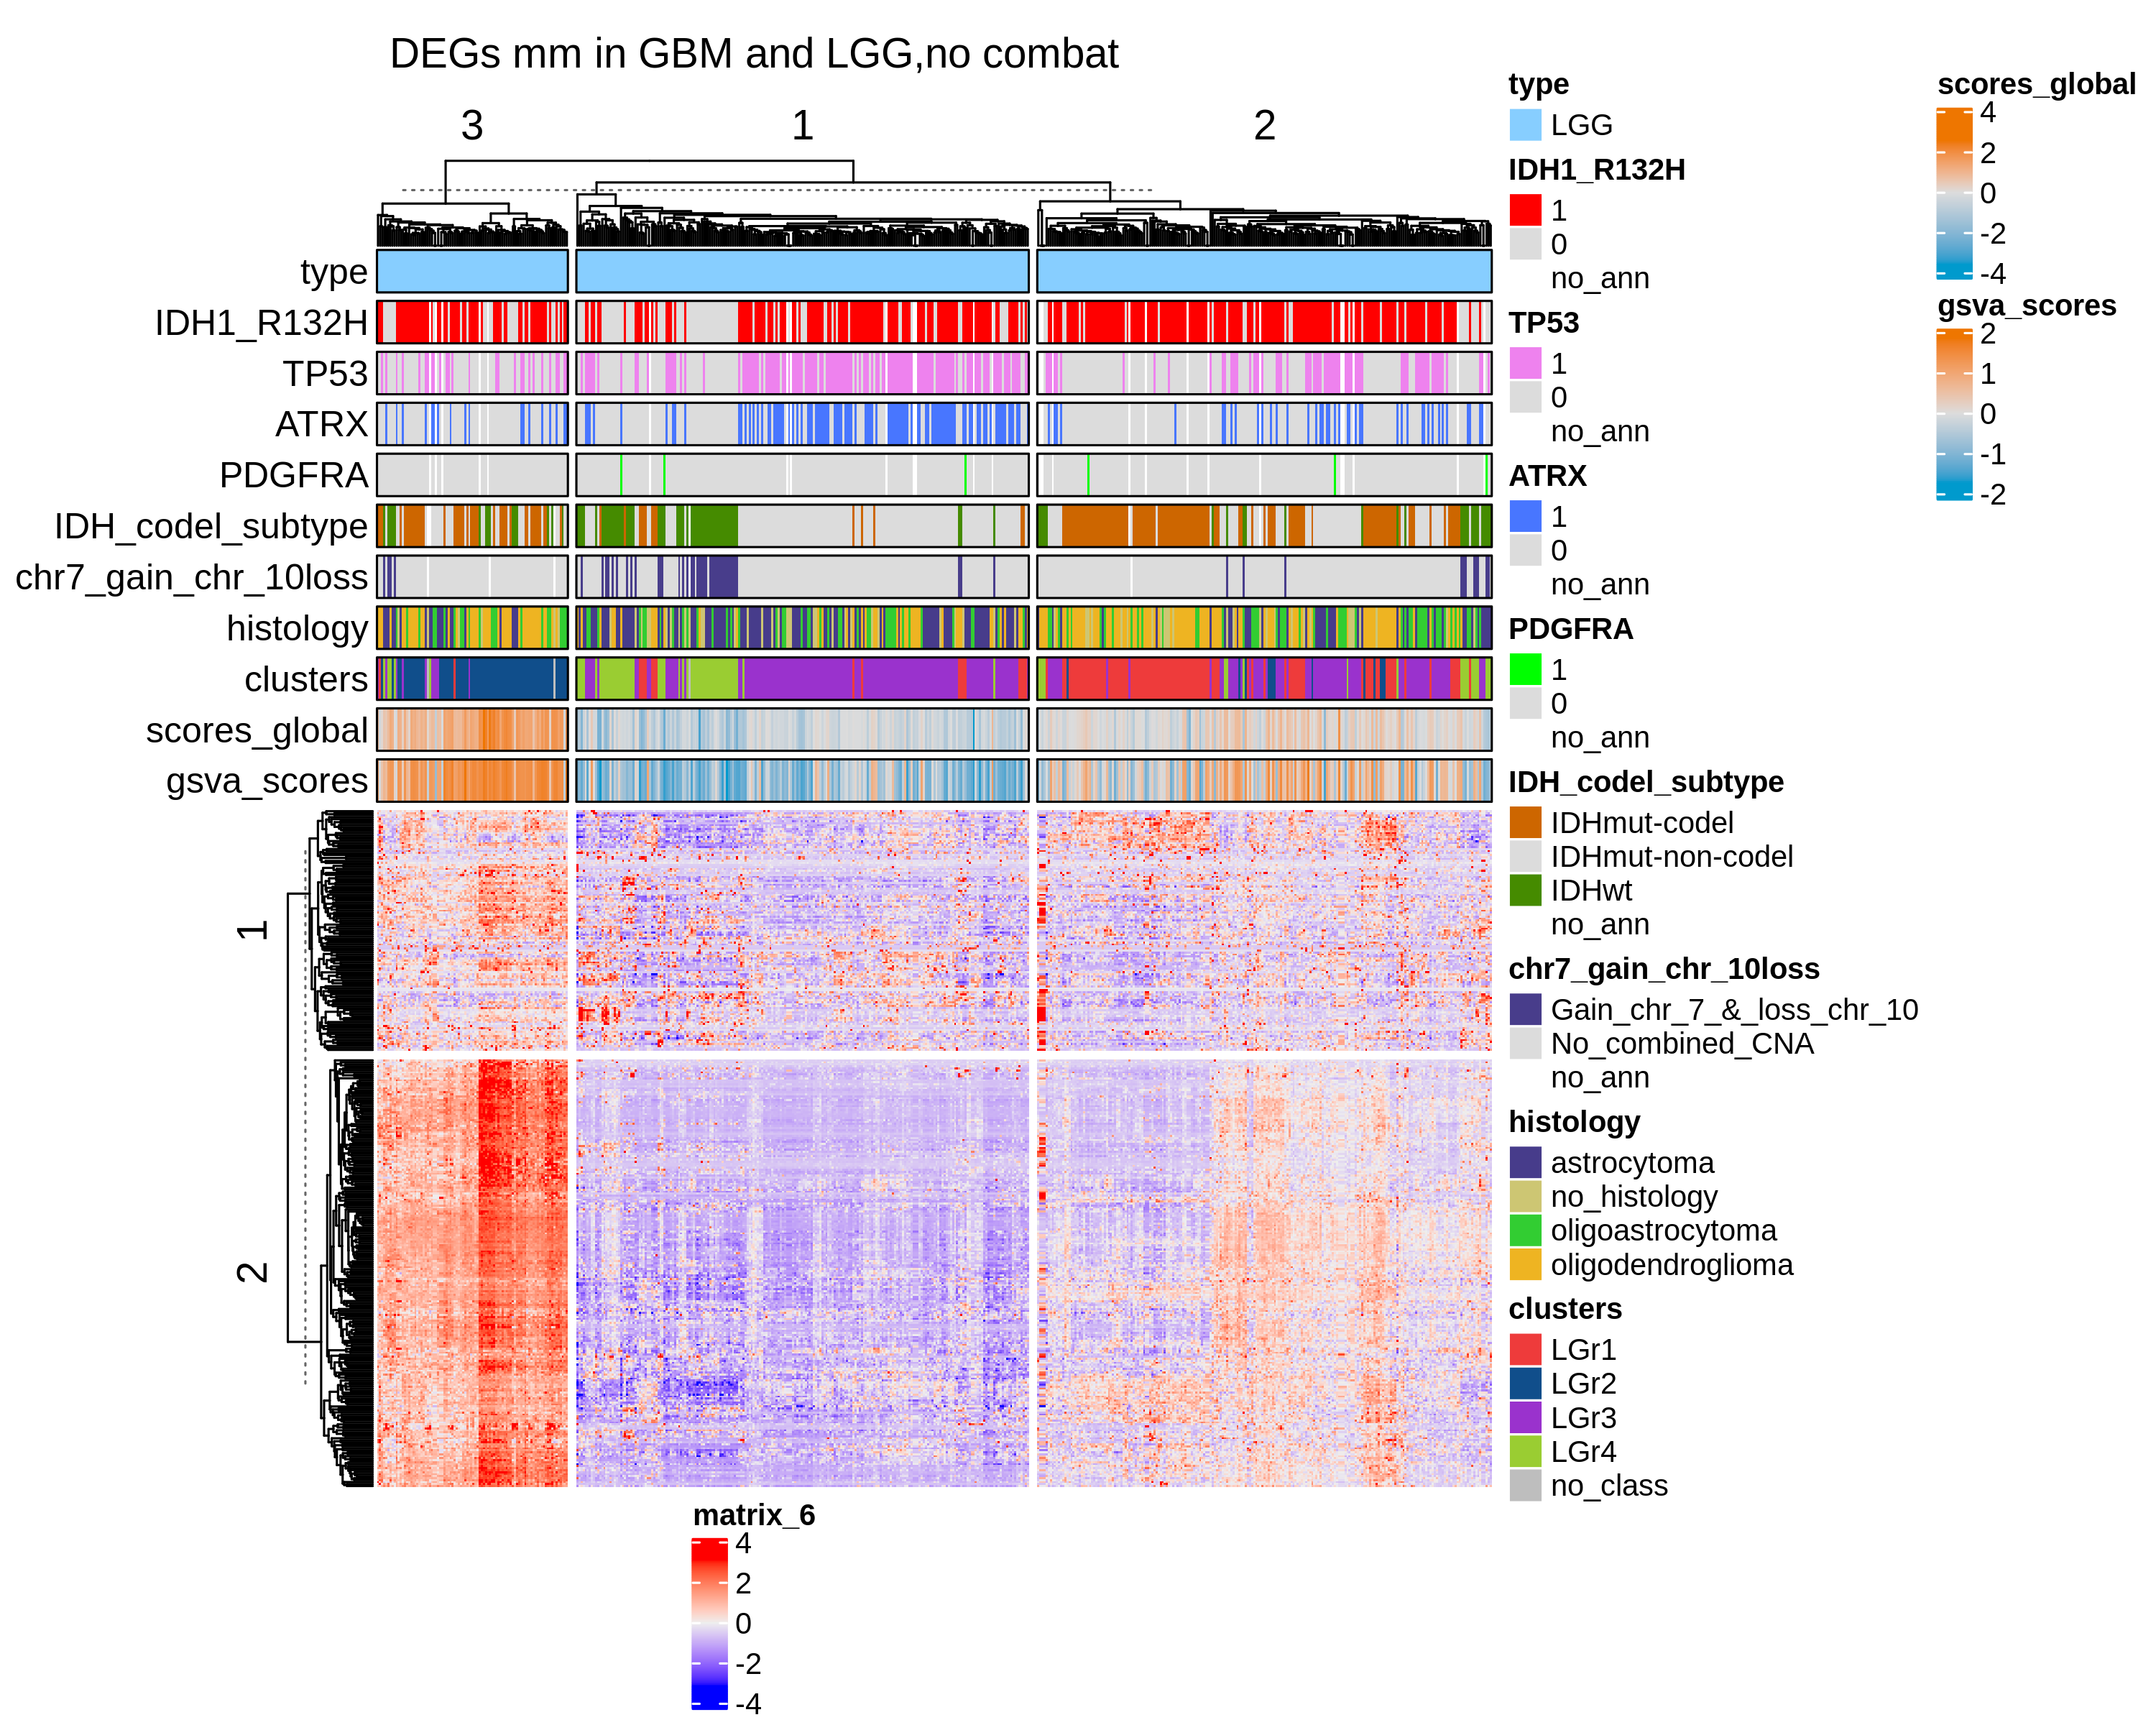 DEGs mm in GBM and LGG,no combat
3
1
2
type
IDH1_R132H
TP53
ATRX
PDGFRA
IDH_codel_subtype
chr7_gain_chr_10loss
histology
clusters
scores_global
gsva_scores
1
2
matrix_6
4
2
0
-2
-4
type
LGG
IDH1_R132H
1
0
no_ann
TP53
1
0
no_ann
ATRX
1
0
no_ann
PDGFRA
1
0
no_ann
IDH_codel_subtype
IDHmut-codel
IDHmut-non-codel
IDHwt
no_ann
chr7_gain_chr_10loss
Gain_chr_7_&_loss_chr_10
No_combined_CNA
no_ann
histology
astrocytoma
no_histology
oligoastrocytoma
oligodendroglioma
clusters
LGr1
LGr2
LGr3
LGr4
no_class
scores_global
4
2
0
-2
-4
gsva_scores
2
1
0
-1
-2